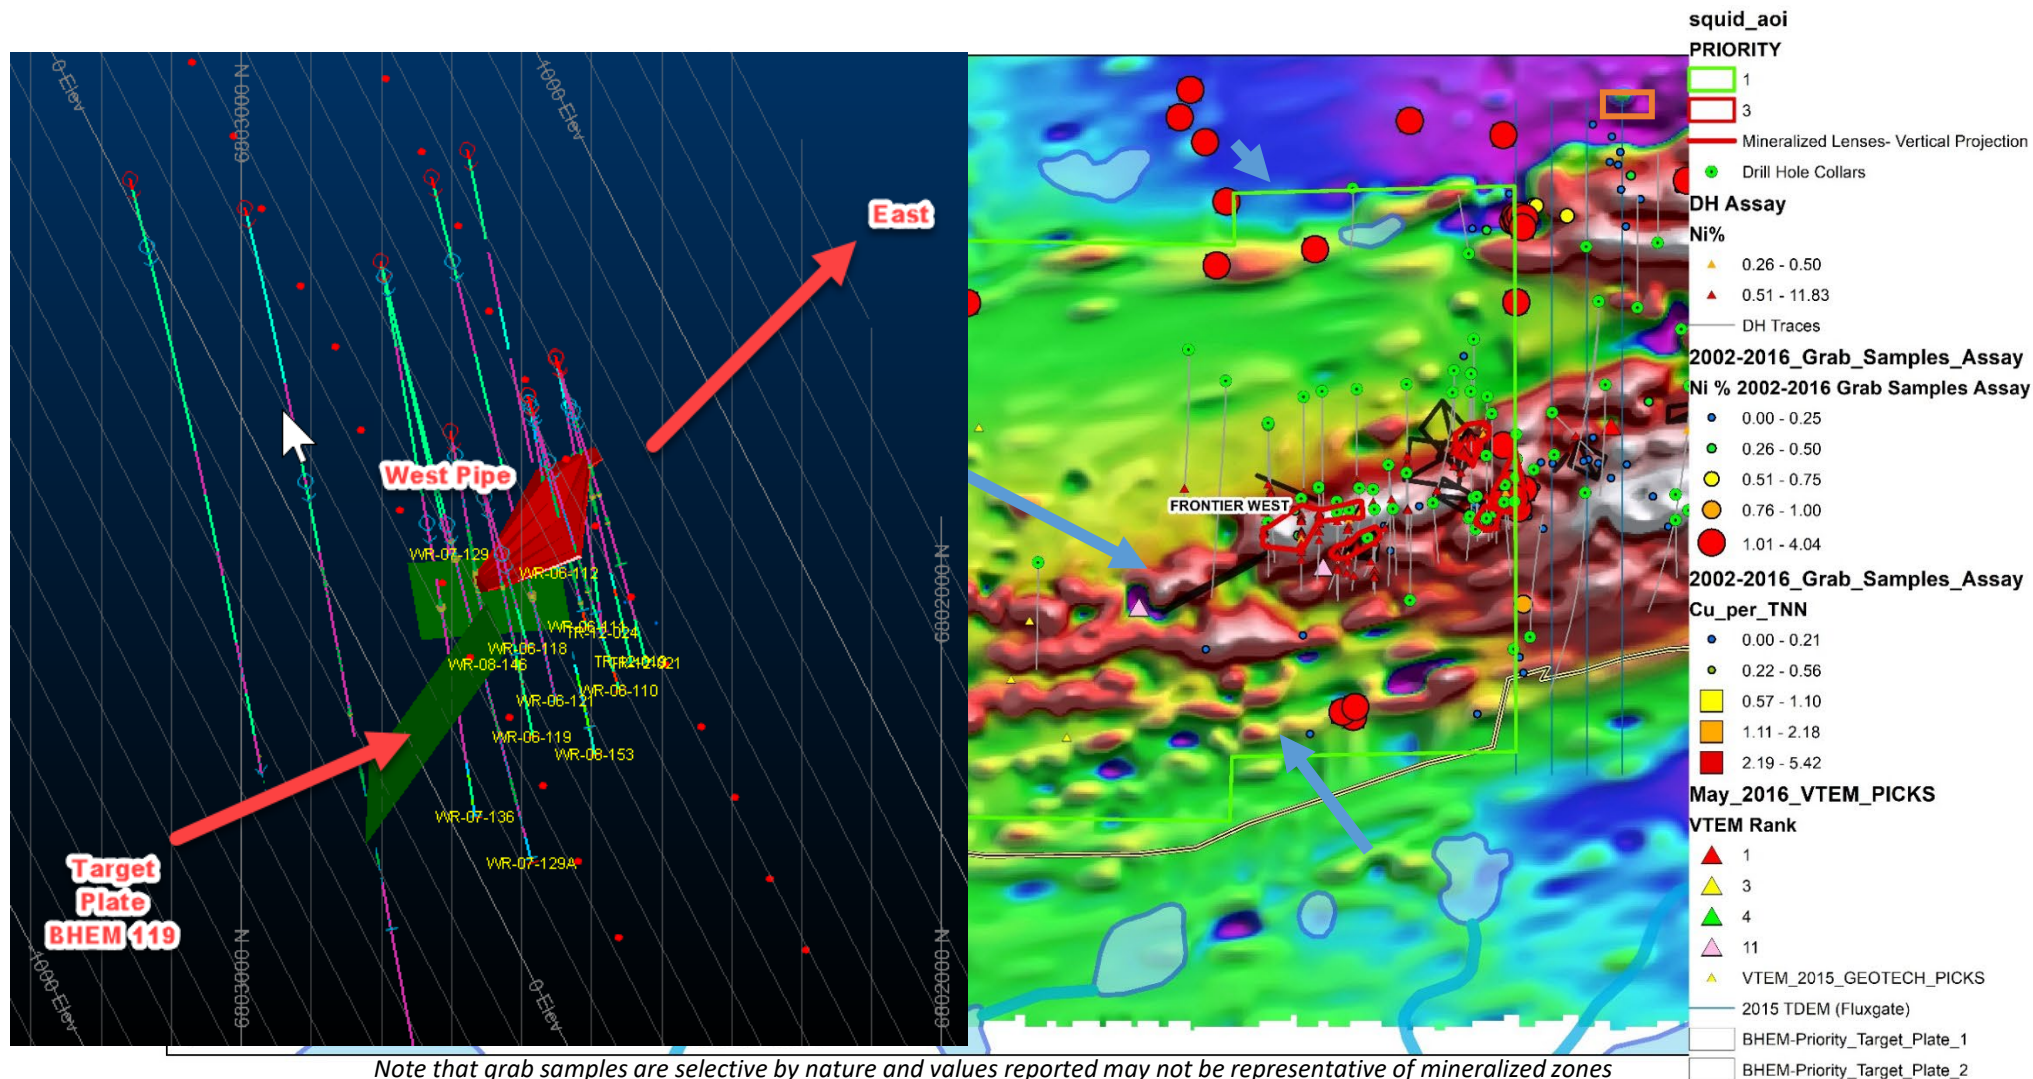 0 Elev
6803000 N
1000 Elev
East
West Pipe
WR-07-129
WR-06-112
TR-12-024
WR-06-118
WR-08-146
WR-06-110
WR-06-121
WR-06-119
WR-08-153
WR-07-136
WR-07-129A
6802000 N
Target
Plate
BHEM 119
1000 Elev
6803000 N
0 Elev
6802000 N
FRONTIER WEST
squid_aoi
PRIORITY
1
3
Mineralized Lenses- Vertical Projection
Drill Hole Collars
DH Assay
Ni%
0.26 - 0.50
0.51 - 11.83
DH Traces
2002-2016_Grab_Samples_Assay
Ni % 2002-2016 Grab Samples Assay
0.00 - 0.25
0.26 - 0.50
0.51 - 0.75
0.76 - 1.00
1.01 - 4.04
2002-2016_Grab_Samples_Assay
Cu_per_TNN
0.00 - 0.21
0.22 - 0.56
0.57 - 1.10
1.11 - 2.18
2.19 - 5.42
May_2016_VTEM_PICKS
VTEM Rank
1
3
4
11
VTEM_2015_GEOTECH_PICKS
2015 TDEM (Fluxgate)
BHEM-Priority_Target_Plate_1
BHEM-Priority_Target_Plate_2
Note that grab samples are selective by nature and values reported may not be representative of mineralized zones